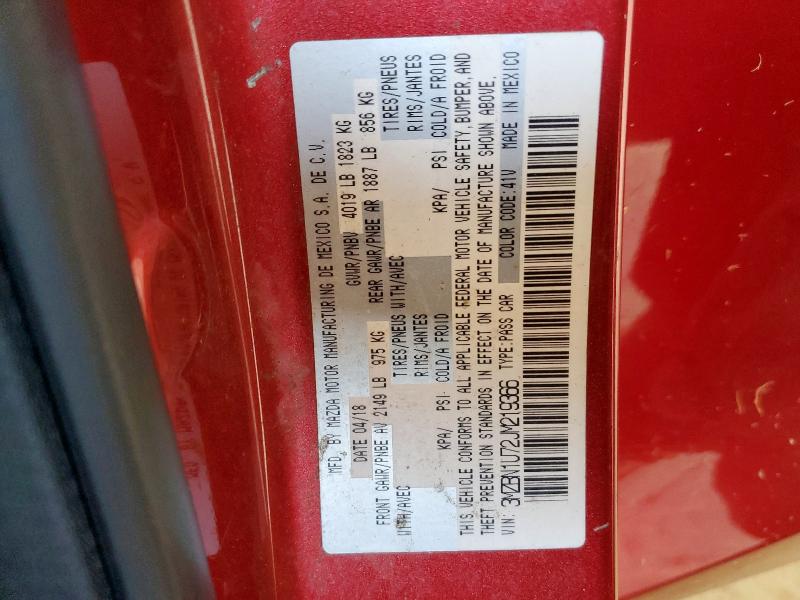 MFD. BY MAZDA MOTOR MANUFACTURING DE MEXICO S.A. DE C.V.
DATE 04/18 GVWR/PNBV 4019 LB 1823 KG
FRONT GAWR/PNBE AV 2149 LB 975 KG REAR GAWR/PNBE AR 1887 LB 856 KG
WITH/AVEC TIRES/PNEUS WITH/AVEC TIRES/PNEUS
RIMS/JANTES RIMS/JANTES
KPA/ PSI COLD/A FROID KPA/ PSI COLD/A FROID
THIS VEHICLE CONFORMS TO ALL APPLICABLE FEDERAL MOTOR VEHICLE SAFETY, BUMPER, AND
THEFT PREVENTION STANDARDS IN EFFECT ON THE DATE OF MANUFACTURE SHOWN ABOVE.
VIN: 3MZBN1U72JM219366 TYPE:PASS CAR COLOR CODE:41V MADE IN MEXICO